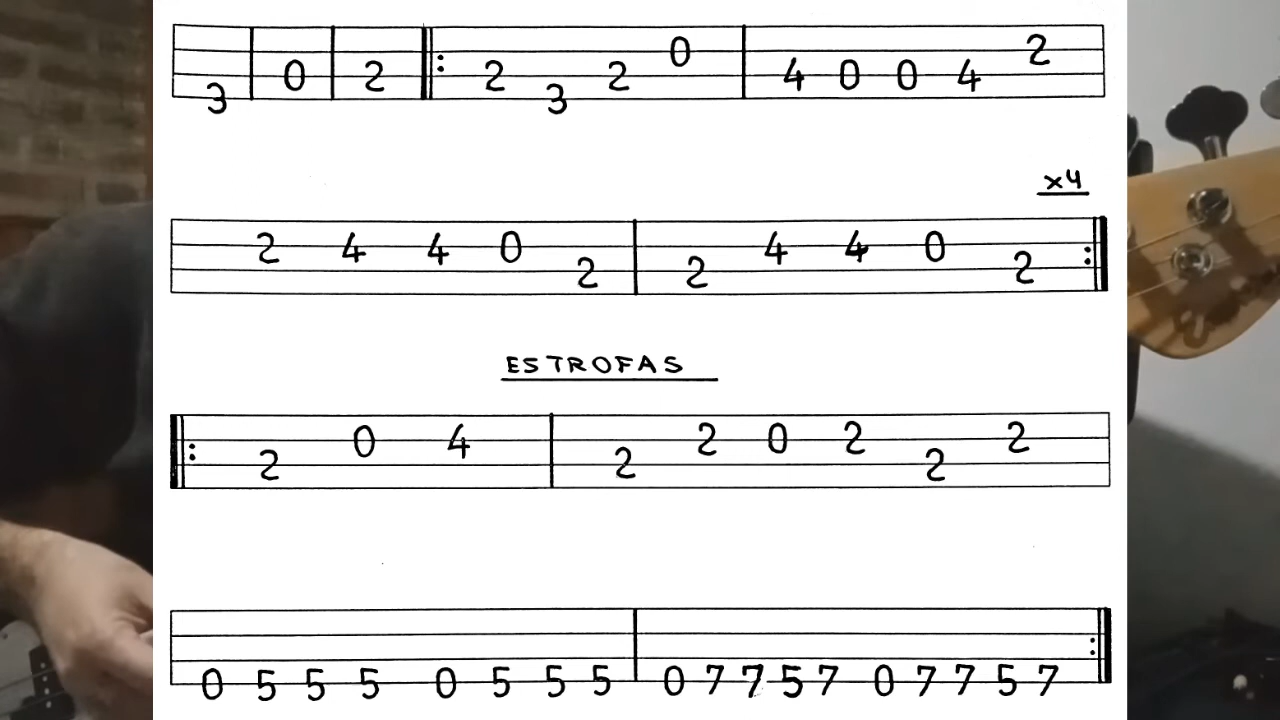 3 0 2 2 3 2 0 4 0 0 4 2
x4
2 4 4 0 2 2 4 4 0 2
ESTROFAS
2 0 4 2 2 0 2 2 2
0 5 5 5 0 5 5 5 0 7 7 5 7 0 7 7 5 7